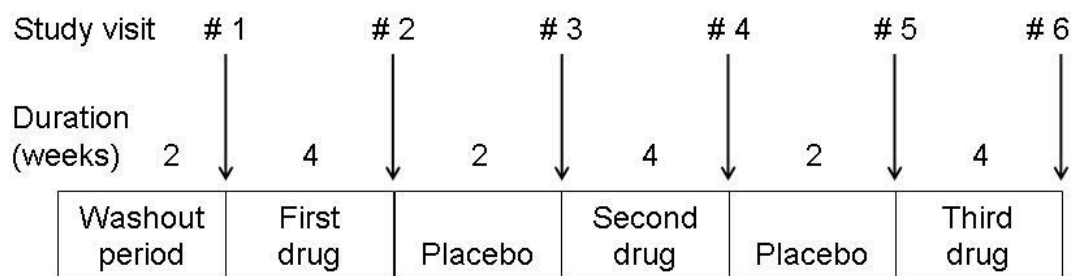 Study visit # 1 # 2 # 3 # 4 # 5 # 6
Duration
(weeks) 2 4 2 4 2 4
Washout First Second Third
period drug Placebo drug Placebo drug